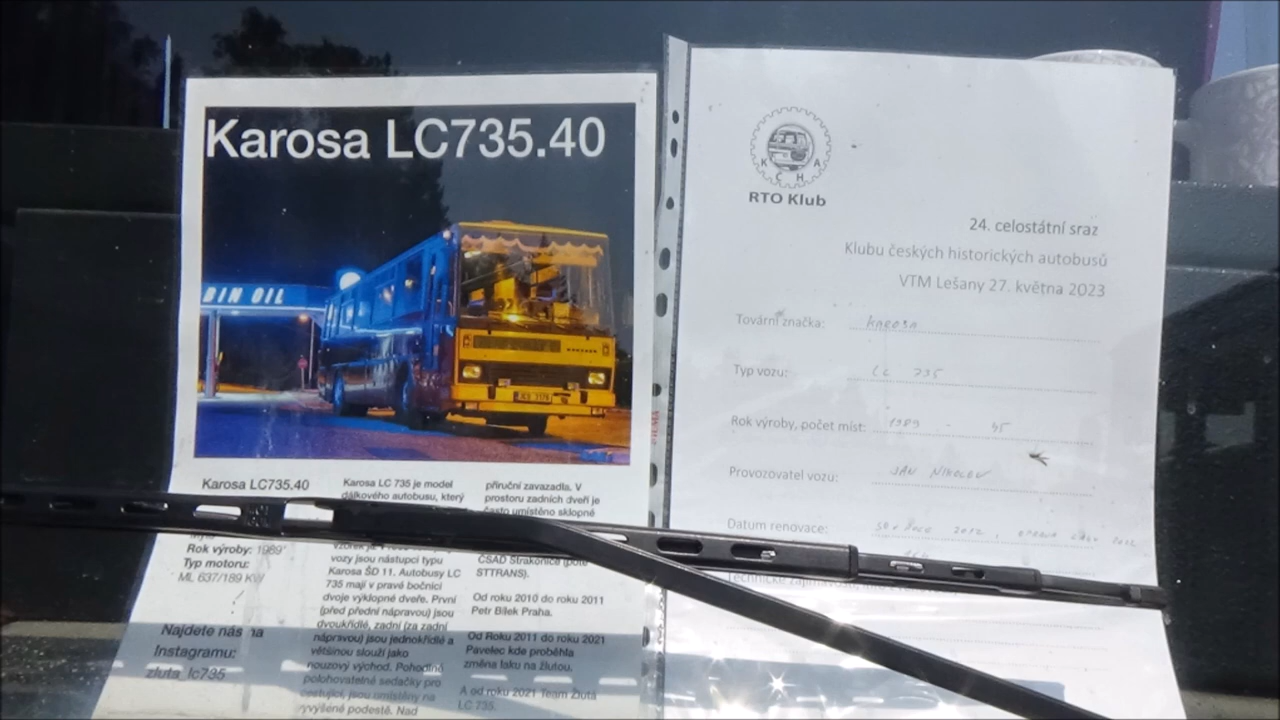 Karosa LC735.40
BIN OIL
Karosa LC735.40
Rok výroby: 1989
Typ motoru:
ML 637/189 KW
Najdete nás na
Instagramu:
zluta_lc735
Karosa LC 735 je model
dálkového autobusu, který
vozy jsou nástupci typu
Karosa ŠD 11. Autobusy LC
735 mají v pravé bočnici
dvoje výklopné dveře. První
(před přední nápravou) jsou
dvoukřídlé, zadní (za zadní
nápravou) jsou jednokřídlé a
většinou slouží jako
nouzový východ. Pohodlné
polohovatelné sedačky pro
cestující, jsou umístěny na
vyvýšené podestě. Nad
příruční zavazadla. V
prostoru zadních dveří je
často umístěno sklopné
ČSAD Strakonice (poté
STTRANS).
Od roku 2010 do roku 2011
Petr Bílek Praha.
Od Roku 2011 do roku 2021
Pavelec kde proběhla
změna laku na žlutou.
A od roku 2021 Team Žlutá
LC 735.
K Č H A
RTO Klub
24. celostátní sraz
Klubu českých historických autobusů
VTM Lešany 27. května 2023
Tovární značka: KAROSA
Typ vozu: LC 735
Rok výroby, počet míst: 1989 - 45
Provozovatel vozu: JAN NIKOLOV
Datum renovace: